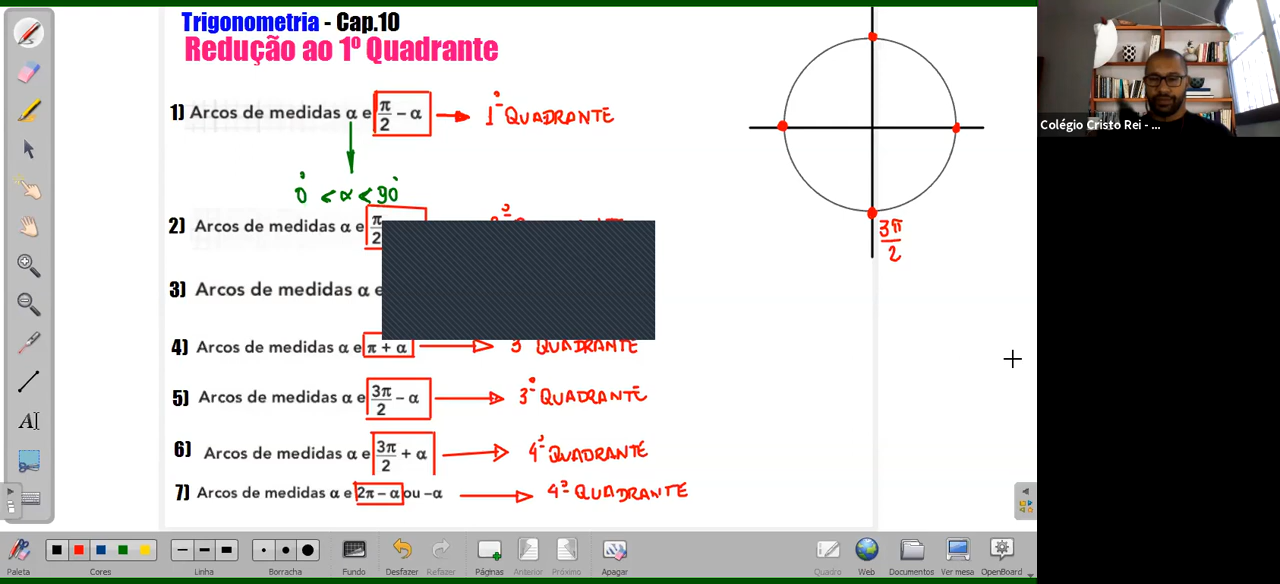 Trigonometria - Cap.10
Redução ao 1º Quadrante
1) Arcos de medidas α e π/2 - α → 1º QUADRANTE
0° < α < 90°
2) Arcos de medidas α e π/2
3) Arcos de medidas α e
4) Arcos de medidas α e π + α → 3 QUADRANTE
5) Arcos de medidas α e 3π/2 - α → 3º QUADRANTE
6) Arcos de medidas α e 3π/2 + α → 4º QUADRANTE
7) Arcos de medidas α e 2π - α ou -α → 4º QUADRANTE
3π/2
Colégio Cristo Rei - ...
AI
Paleta
Cores
Linha
Borracha
Fundo
Desfazer
Refazer
Páginas
Anterior
Próximo
Apagar
Quadro
Web
Documentos
Ver mesa
OpenBoard